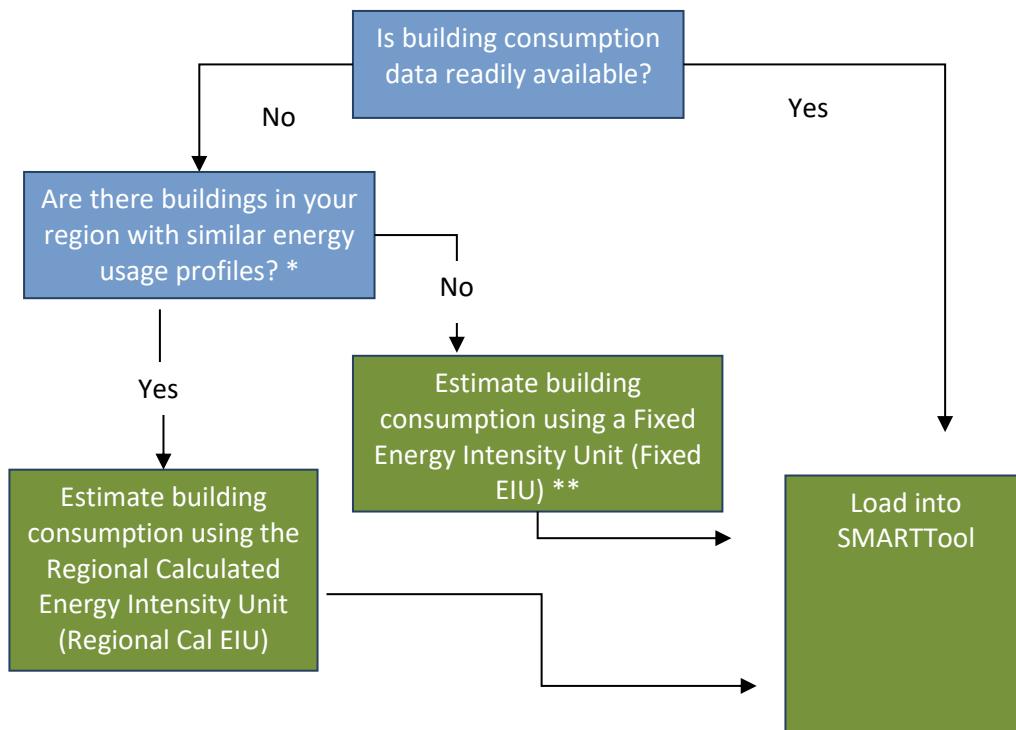 Is building consumption
data readily available?
No
Yes
Are there buildings in your
region with similar energy
usage profiles? *
No
Yes
Estimate building
consumption using a Fixed
Energy Intensity Unit (Fixed
EIU) **
Estimate building
consumption using the
Regional Calculated
Energy Intensity Unit
(Regional Cal EIU)
Load into
SMARTTool